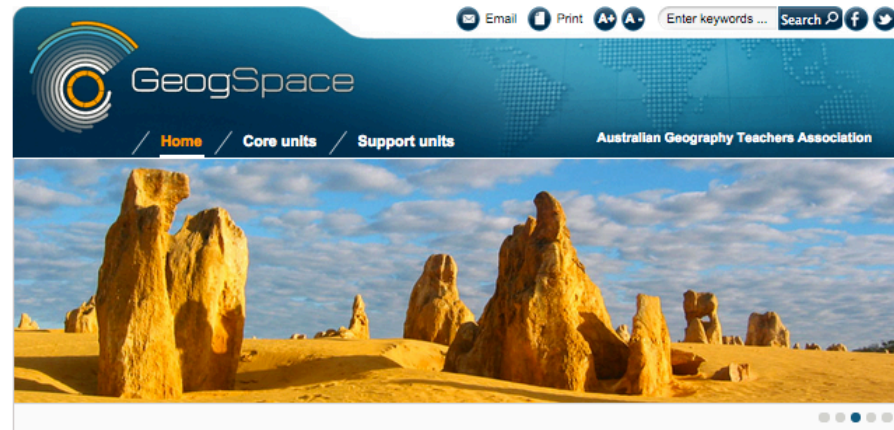 Email Print A+ A- Enter keywords ... Search
GeogSpace
Home Core units Support units Australian Geography Teachers Association